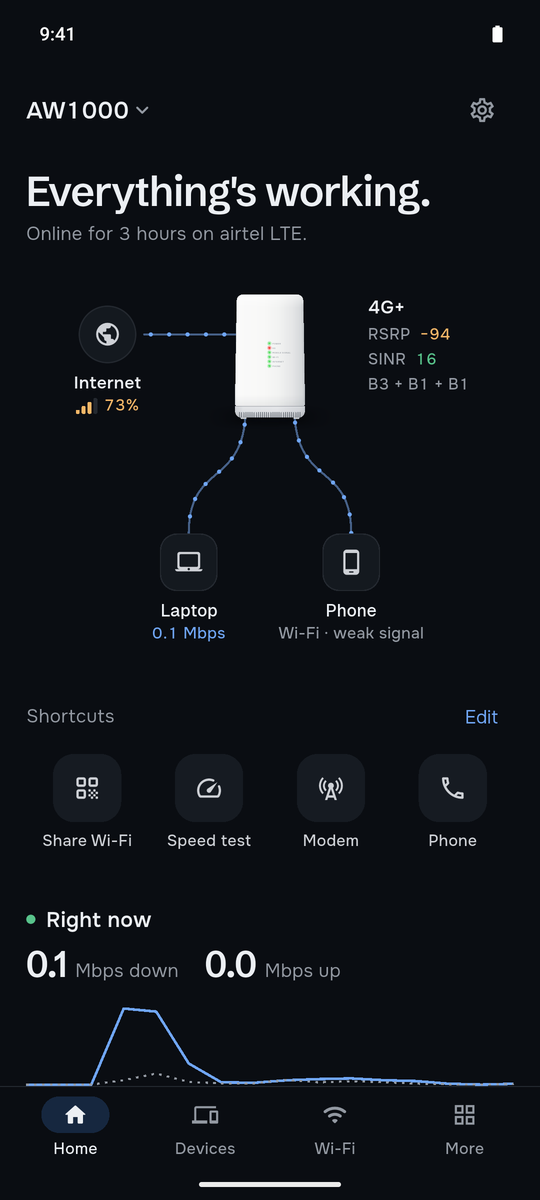 9:41
AW1000
Everything's working.
Online for 3 hours on airtel LTE.
4G+
RSRP -94
SINR 16
B3 + B1 + B1
Internet
73%
Laptop
0.1 Mbps
Phone
Wi-Fi · weak signal
Shortcuts
Edit
Share Wi-Fi
Speed test
Modem
Phone
Right now
0.1 Mbps down 0.0 Mbps up
Home
Devices
Wi-Fi
More